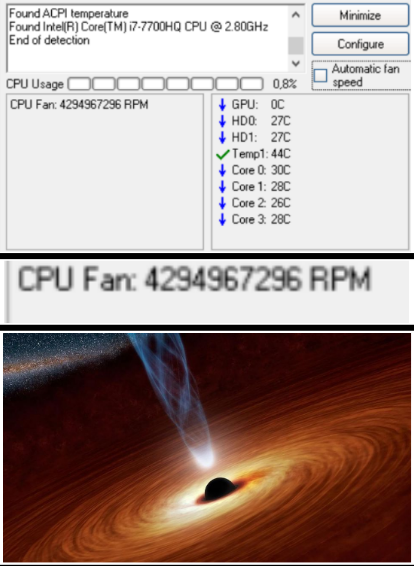 Found ACPI temperature
Found Intel(R) Core(TM) i7-7700HQ CPU @ 2.80GHz
End of detection
Minimize
Configure
Automatic fan speed
CPU Usage 0,8%
CPU Fan: 4294967296 RPM
GPU: 0C
HD0: 27C
HD1: 27C
Temp1: 44C
Core 0: 30C
Core 1: 28C
Core 2: 26C
Core 3: 28C
CPU Fan: 4294967296 RPM